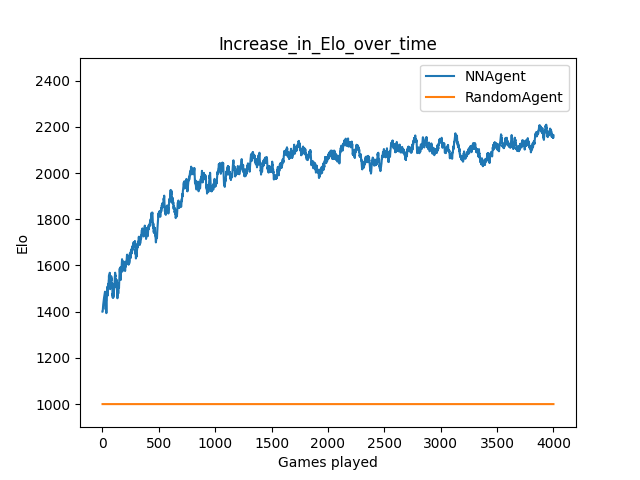 Increase_in_Elo_over_time
NNAgent
RandomAgent
2400
2200
2000
1800
1600
1400
1200
1000
Elo
0 500 1000 1500 2000 2500 3000 3500 4000
Games played